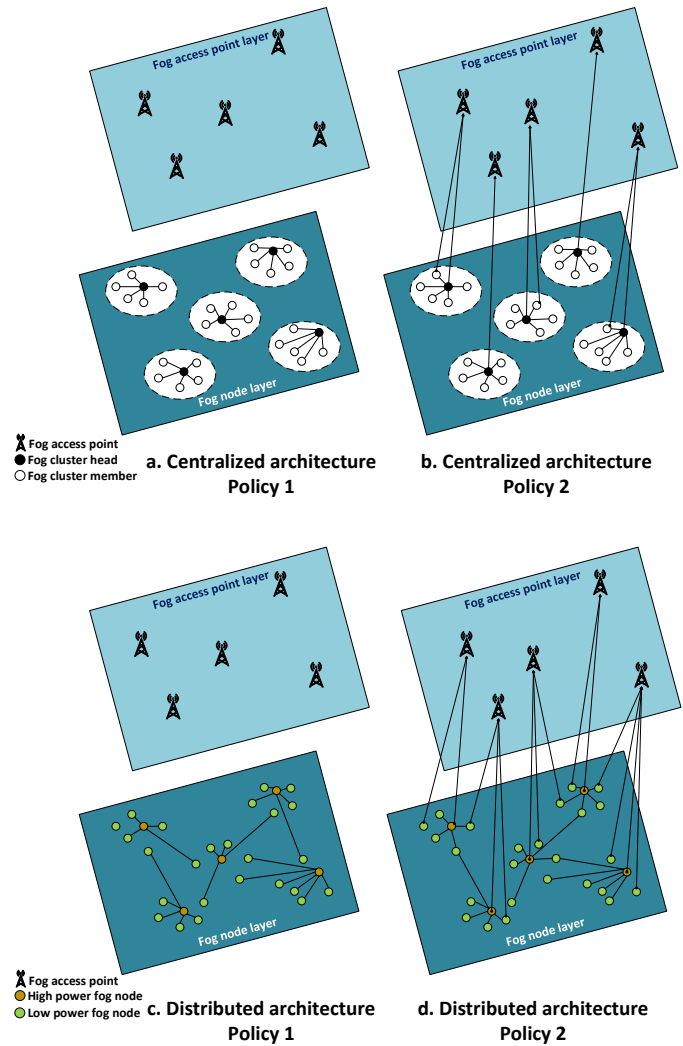 Fog access point layer
Fog access point layer
Fog node layer
Fog node layer
Fog access point
Fog cluster head
Fog cluster member
a. Centralized architecture
Policy 1
b. Centralized architecture
Policy 2
Fog access point layer
Fog access point layer
Fog node layer
Fog node layer
Fog access point
High power fog node
Low power fog node
c. Distributed architecture
Policy 1
d. Distributed architecture
Policy 2